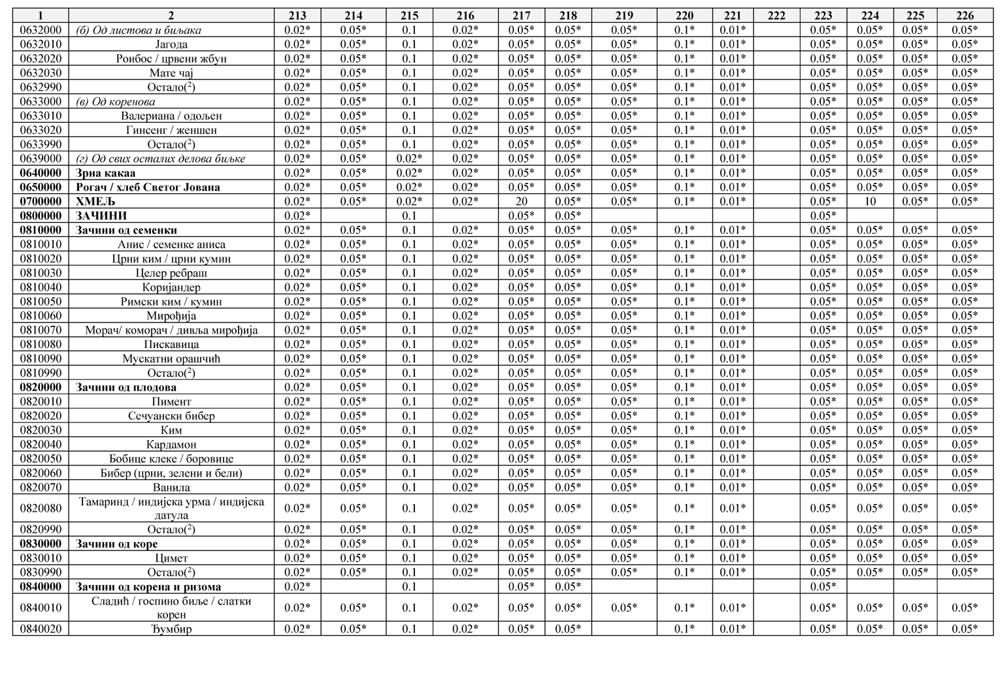 1 2 213 214 215 216 217 218 219 220 221 222 223 224 225 226
0632000 (б) Од листова и биљака 0.02* 0.05* 0.1 0.02* 0.05* 0.05* 0.05* 0.1* 0.01* 0.05* 0.05* 0.05* 0.05*
0632010 Јагода 0.02* 0.05* 0.1 0.02* 0.05* 0.05* 0.05* 0.1* 0.01* 0.05* 0.05* 0.05* 0.05*
0632020 Роибос / црвени жбун 0.02* 0.05* 0.1 0.02* 0.05* 0.05* 0.05* 0.1* 0.01* 0.05* 0.05* 0.05* 0.05*
0632030 Мате чај 0.02* 0.05* 0.1 0.02* 0.05* 0.05* 0.05* 0.1* 0.01* 0.05* 0.05* 0.05* 0.05*
0632990 Остало(2) 0.02* 0.05* 0.1 0.02* 0.05* 0.05* 0.05* 0.1* 0.01* 0.05* 0.05* 0.05* 0.05*
0633000 (в) Од коренова 0.02* 0.05* 0.1 0.02* 0.05* 0.05* 0.05* 0.1* 0.01* 0.05* 0.05* 0.05* 0.05*
0633010 Валериана / одољен 0.02* 0.05* 0.1 0.02* 0.05* 0.05* 0.05* 0.1* 0.01* 0.05* 0.05* 0.05* 0.05*
0633020 Гинсенг / женшен 0.02* 0.05* 0.1 0.02* 0.05* 0.05* 0.05* 0.1* 0.01* 0.05* 0.05* 0.05* 0.05*
0633990 Остало(2) 0.02* 0.05* 0.1 0.02* 0.05* 0.05* 0.05* 0.1* 0.01* 0.05* 0.05* 0.05* 0.05*
0639000 (г) Од свих осталих делова биљке 0.02* 0.05* 0.02* 0.02* 0.05* 0.05* 0.05* 0.1* 0.01* 0.05* 0.05* 0.05* 0.05*
0640000 Зрна какаа 0.02* 0.05* 0.02* 0.02* 0.05* 0.05* 0.05* 0.1* 0.01* 0.05* 0.05* 0.05* 0.05*
0650000 Рогач / хлеб Светог Јована 0.02* 0.05* 0.02* 0.02* 0.05* 0.05* 0.05* 0.1* 0.01* 0.05* 0.05* 0.05* 0.05*
0700000 ХМЕЉ 0.02* 0.05* 0.02* 0.02* 20 0.05* 0.05* 0.1* 0.01* 0.05* 10 0.05* 0.05*
0800000 ЗАЧИНИ 0.02* 0.1 0.05* 0.05* 0.05*
0810000 Зачини од семенки 0.02* 0.05* 0.1 0.02* 0.05* 0.05* 0.05* 0.1* 0.01* 0.05* 0.05* 0.05* 0.05*
0810010 Анис / семенке аниса 0.02* 0.05* 0.1 0.02* 0.05* 0.05* 0.05* 0.1* 0.01* 0.05* 0.05* 0.05* 0.05*
0810020 Црни ким / црни кумин 0.02* 0.05* 0.1 0.02* 0.05* 0.05* 0.05* 0.1* 0.01* 0.05* 0.05* 0.05* 0.05*
0810030 Целер ребраш 0.02* 0.05* 0.1 0.02* 0.05* 0.05* 0.05* 0.1* 0.01* 0.05* 0.05* 0.05* 0.05*
0810040 Коријандер 0.02* 0.05* 0.1 0.02* 0.05* 0.05* 0.05* 0.1* 0.01* 0.05* 0.05* 0.05* 0.05*
0810050 Римски ким / кумин 0.02* 0.05* 0.1 0.02* 0.05* 0.05* 0.05* 0.1* 0.01* 0.05* 0.05* 0.05* 0.05*
0810060 Мирођија 0.02* 0.05* 0.1 0.02* 0.05* 0.05* 0.05* 0.1* 0.01* 0.05* 0.05* 0.05* 0.05*
0810070 Морач/ коморач / дивља мирођија 0.02* 0.05* 0.1 0.02* 0.05* 0.05* 0.05* 0.1* 0.01* 0.05* 0.05* 0.05* 0.05*
0810080 Пискавица 0.02* 0.05* 0.1 0.02* 0.05* 0.05* 0.05* 0.1* 0.01* 0.05* 0.05* 0.05* 0.05*
0810090 Мускатни орашчић 0.02* 0.05* 0.1 0.02* 0.05* 0.05* 0.05* 0.1* 0.01* 0.05* 0.05* 0.05* 0.05*
0810990 Остало(2) 0.02* 0.05* 0.1 0.02* 0.05* 0.05* 0.05* 0.1* 0.01* 0.05* 0.05* 0.05* 0.05*
0820000 Зачини од плодова 0.02* 0.05* 0.1 0.02* 0.05* 0.05* 0.05* 0.1* 0.01* 0.05* 0.05* 0.05* 0.05*
0820010 Пимент 0.02* 0.05* 0.1 0.02* 0.05* 0.05* 0.05* 0.1* 0.01* 0.05* 0.05* 0.05* 0.05*
0820020 Сечуански бибер 0.02* 0.05* 0.1 0.02* 0.05* 0.05* 0.05* 0.1* 0.01* 0.05* 0.05* 0.05* 0.05*
0820030 Ким 0.02* 0.05* 0.1 0.02* 0.05* 0.05* 0.05* 0.1* 0.01* 0.05* 0.05* 0.05* 0.05*
0820040 Кардамон 0.02* 0.05* 0.1 0.02* 0.05* 0.05* 0.05* 0.1* 0.01* 0.05* 0.05* 0.05* 0.05*
0820050 Бобице клеке / боровице 0.02* 0.05* 0.1 0.02* 0.05* 0.05* 0.05* 0.1* 0.01* 0.05* 0.05* 0.05* 0.05*
0820060 Бибер (црни, зелени и бели) 0.02* 0.05* 0.1 0.02* 0.05* 0.05* 0.05* 0.1* 0.01* 0.05* 0.05* 0.05* 0.05*
0820070 Ванила 0.02* 0.05* 0.1 0.02* 0.05* 0.05* 0.05* 0.1* 0.01* 0.05* 0.05* 0.05* 0.05*
0820080 Тамаринд / индијска урма / индијска
датула 0.02* 0.05* 0.1 0.02* 0.05* 0.05* 0.05* 0.1* 0.01* 0.05* 0.05* 0.05* 0.05*
0820990 Остало(2) 0.02* 0.05* 0.1 0.02* 0.05* 0.05* 0.05* 0.1* 0.01* 0.05* 0.05* 0.05* 0.05*
0830000 Зачини од коре 0.02* 0.05* 0.1 0.02* 0.05* 0.05* 0.05* 0.1* 0.01* 0.05* 0.05* 0.05* 0.05*
0830010 Цимет 0.02* 0.05* 0.1 0.02* 0.05* 0.05* 0.05* 0.1* 0.01* 0.05* 0.05* 0.05* 0.05*
0830990 Остало(2) 0.02* 0.05* 0.1 0.02* 0.05* 0.05* 0.05* 0.1* 0.01* 0.05* 0.05* 0.05* 0.05*
0840000 Зачини од корена и ризома 0.02* 0.1 0.05* 0.05* 0.05*
0840010 Сладић / госпино биље / слатки
корен 0.02* 0.05* 0.1 0.02* 0.05* 0.05* 0.05* 0.1* 0.01* 0.05* 0.05* 0.05* 0.05*
0840020 Ђумбир 0.02* 0.05* 0.1 0.02* 0.05* 0.05* 0.1* 0.01* 0.05* 0.05* 0.05* 0.05*